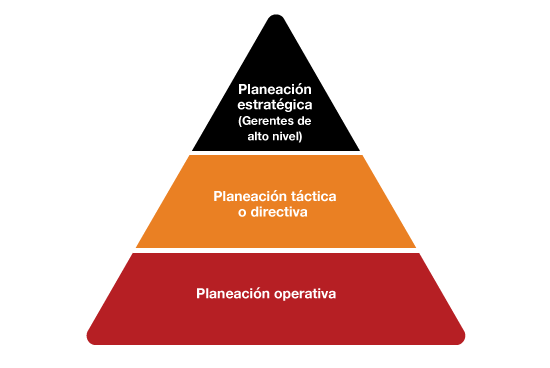 Planeación
estratégica
(Gerentes de
alto nivel)
Planeación táctica
o directiva
Planeación operativa